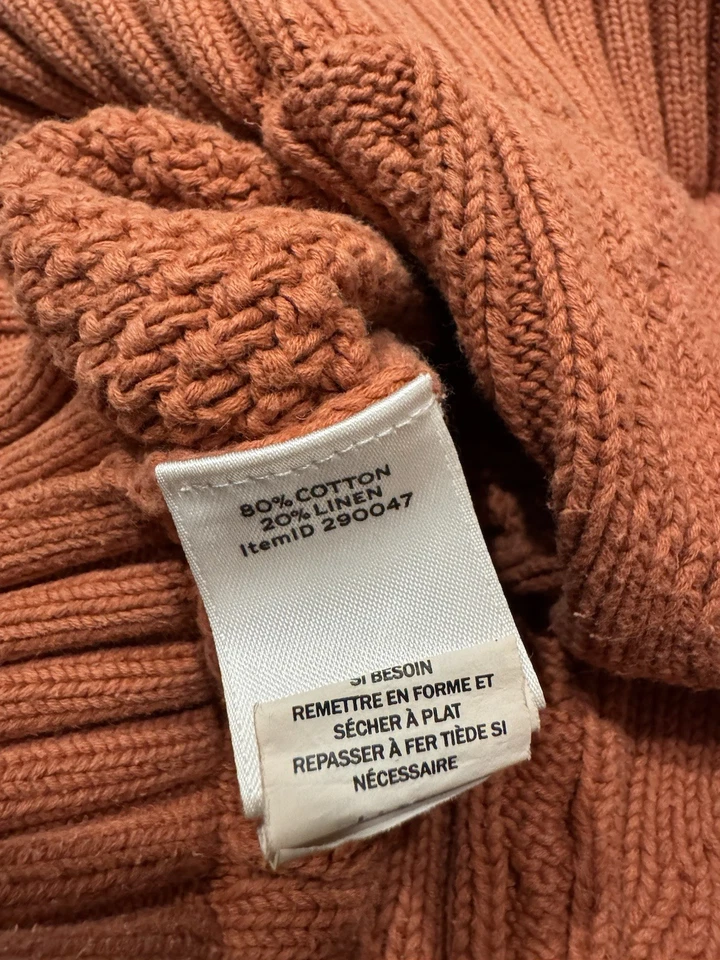 80% COTTON
20% LINEN
ItemID 290047
SI BESOIN
REMETTRE EN FORME ET
SÉCHER À PLAT
REPASSER À FER TIÈDE SI
NÉCESSAIRE